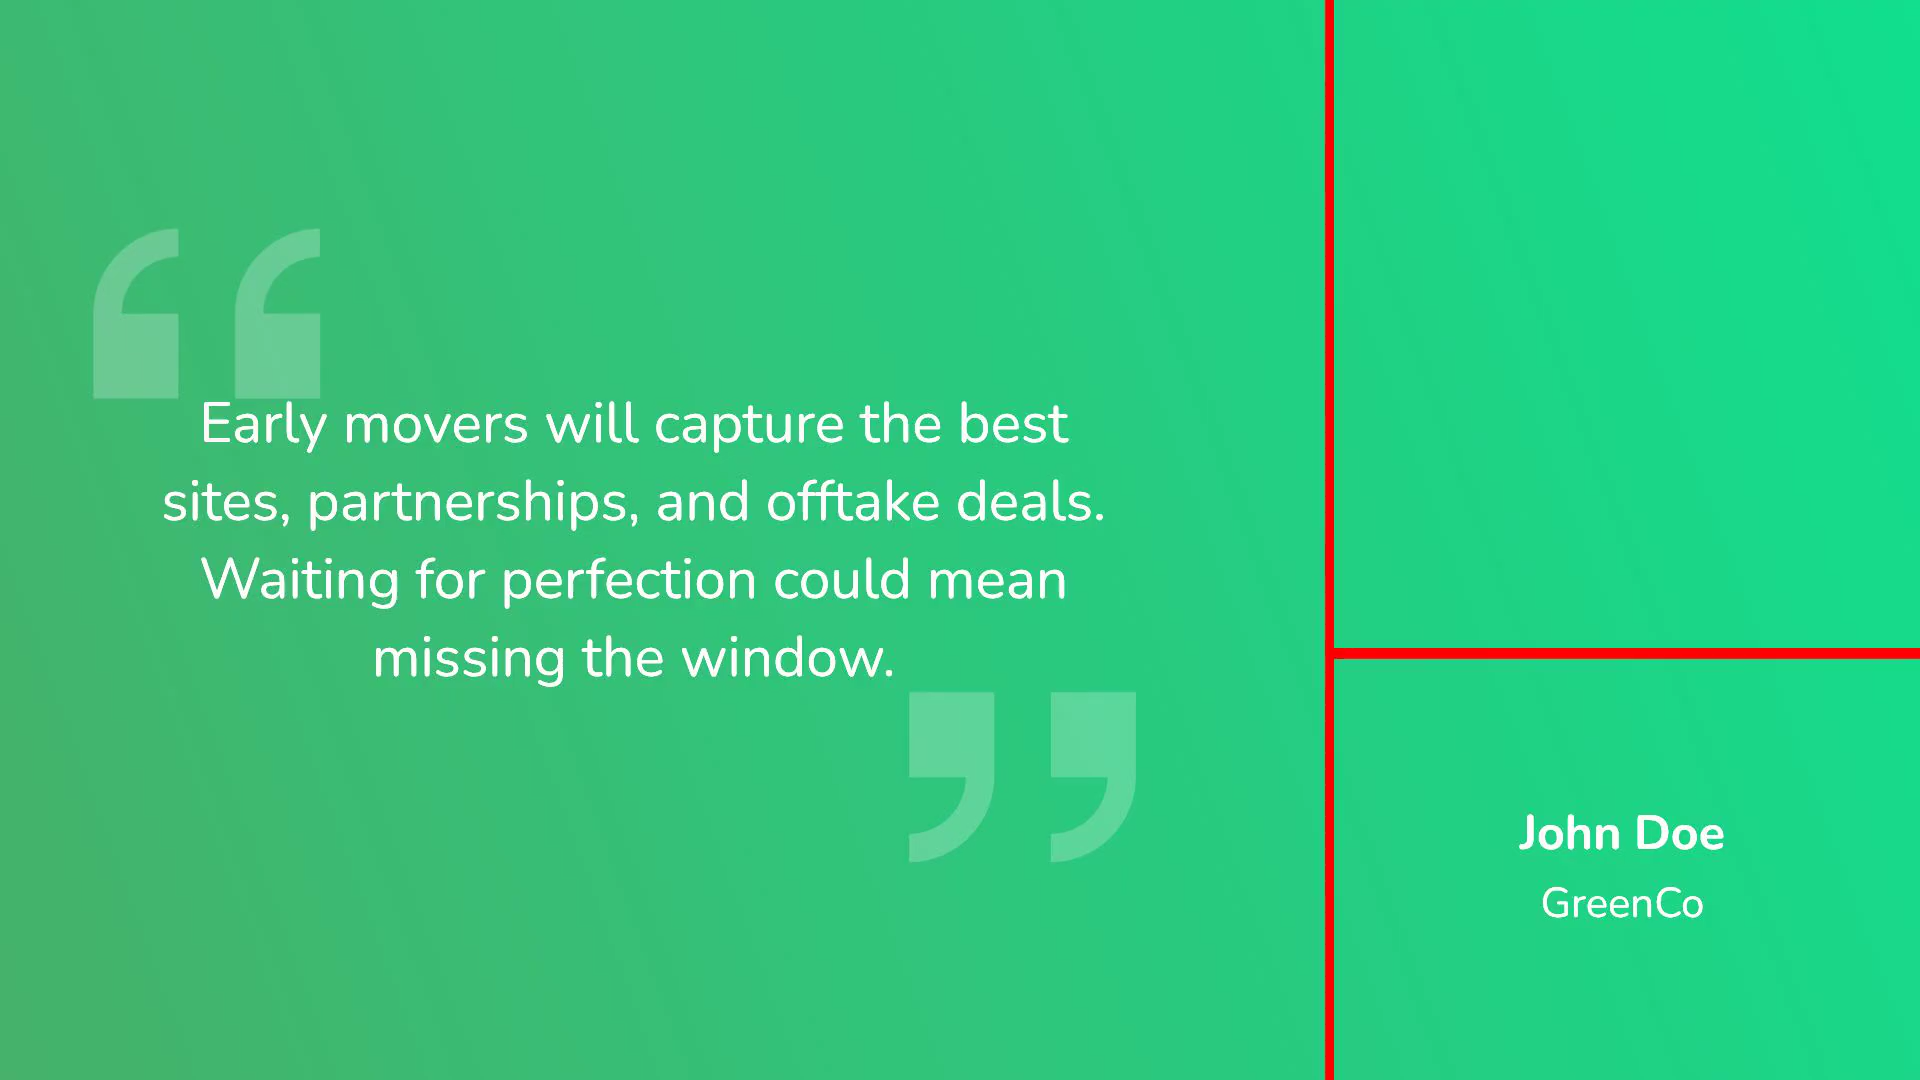 Early movers will capture the best
sites, partnerships, and offtake deals.
Waiting for perfection could mean
missing the window.
John Doe
GreenCo